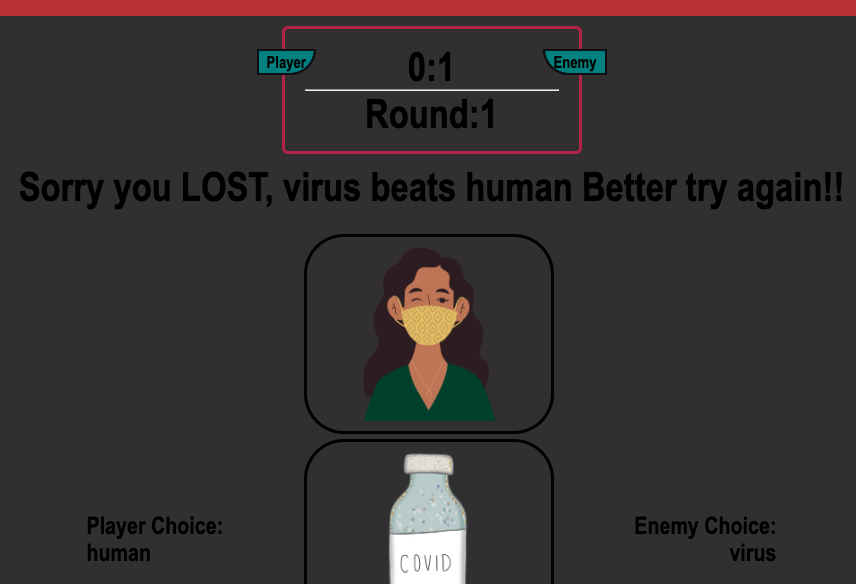 Player
0:1
Enemy
Round:1
Sorry you LOST, virus beats human Better try again!!
COVID
Player Choice:
human
Enemy Choice:
virus